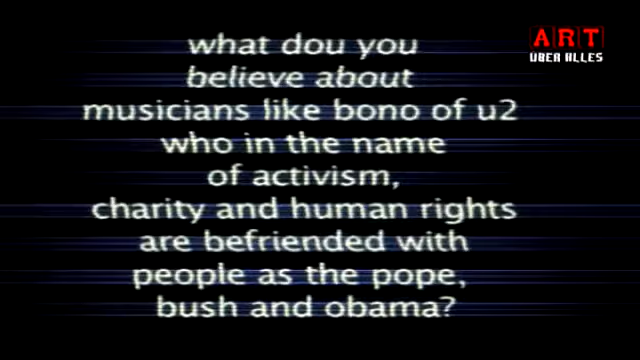 what dou you
believe about
musicians like bono of u2
who in the name
of activism,
charity and human rights
are befriended with
people as the pope,
bush and obama?
ART
ÜBER ALLES